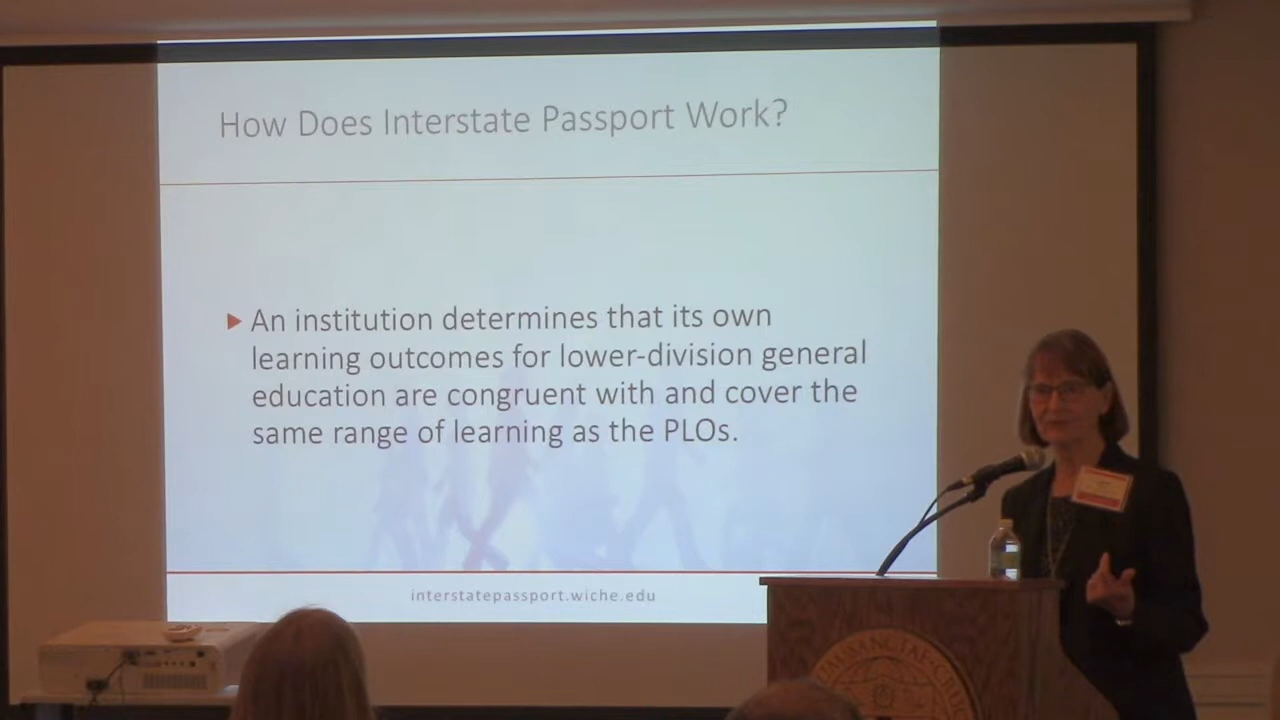 How Does Interstate Passport Work?
An institution determines that its own
learning outcomes for lower-division general
education are congruent with and cover the
same range of learning as the PLOs.
interstatepassport.wiche.edu